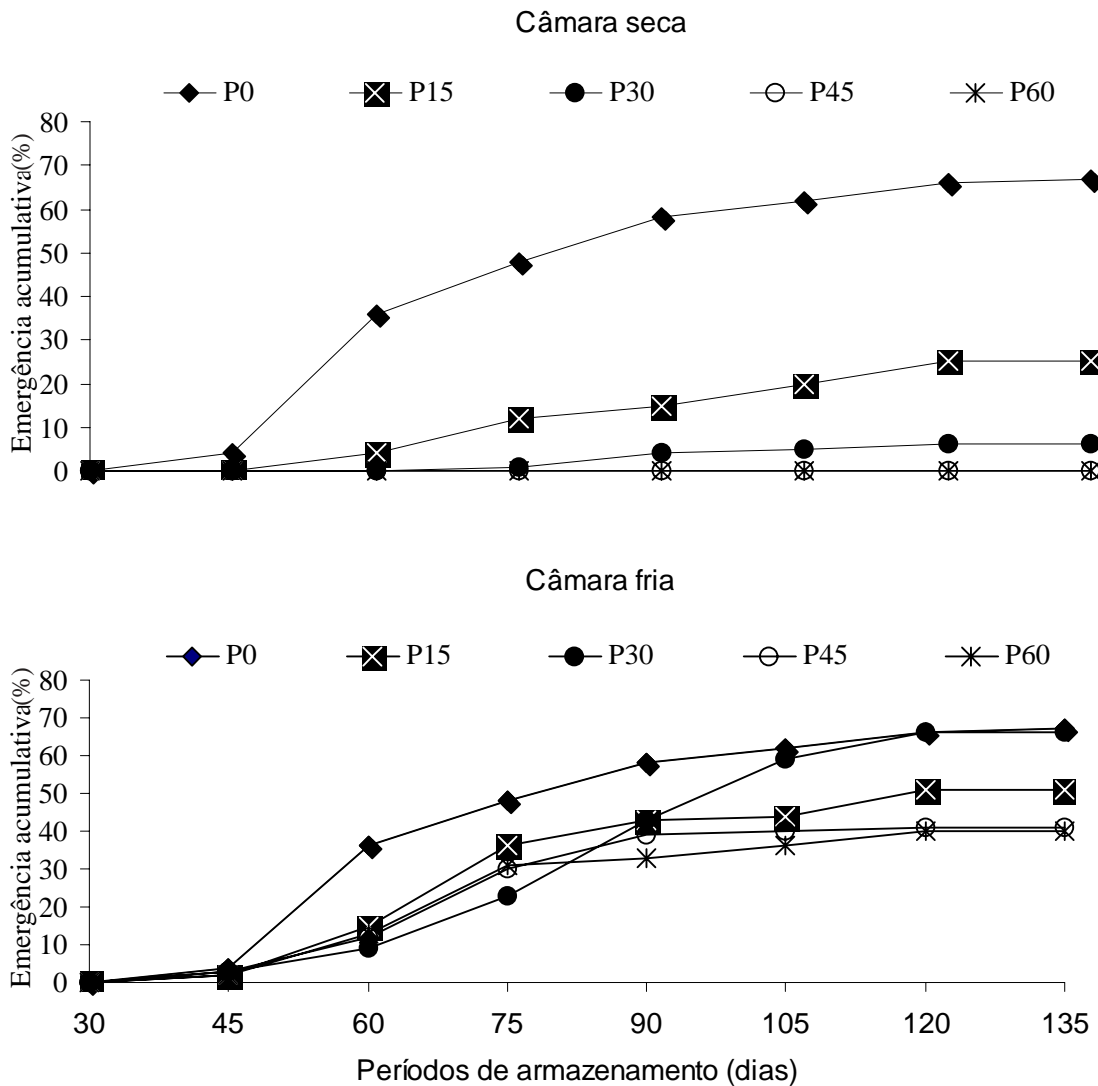 Câmara seca
P0 P15 P30 P45 P60
Emergência acumulativa(%)
80
70
60
50
40
30
20
10
0
Câmara fria
P0 P15 P30 P45 P60
Emergência acumulativa(%)
80
70
60
50
40
30
20
10
0
30 45 60 75 90 105 120 135
Períodos de armazenamento (dias)